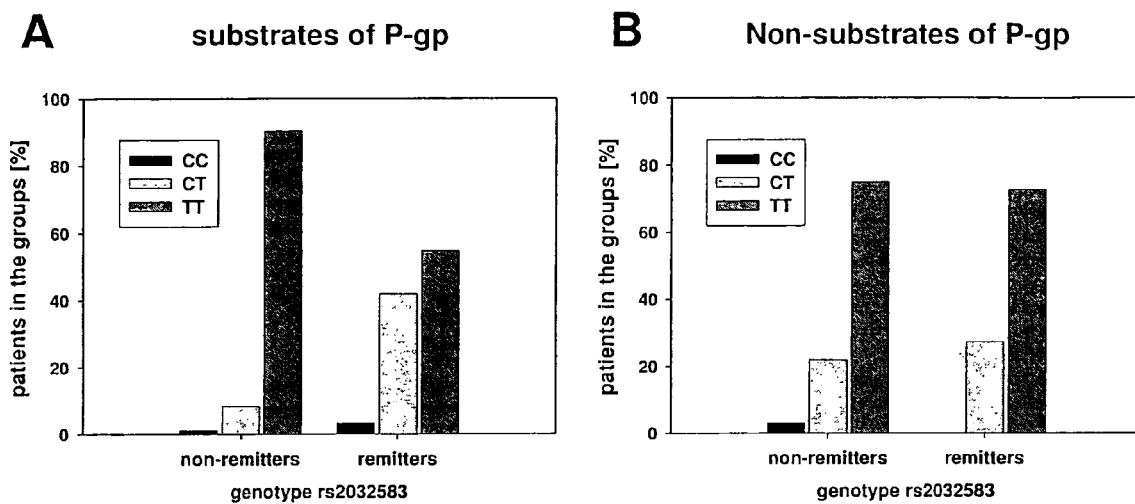 A
substrates of P-gp
patients in the groups [%]
100
80
60
40
20
0
CC
CT
TT
non-remitters
remitters
genotype rs2032583
B
Non-substrates of P-gp
patients in the groups [%]
100
80
60
40
20
0
CC
CT
TT
non-remitters
remitters
genotype rs2032583